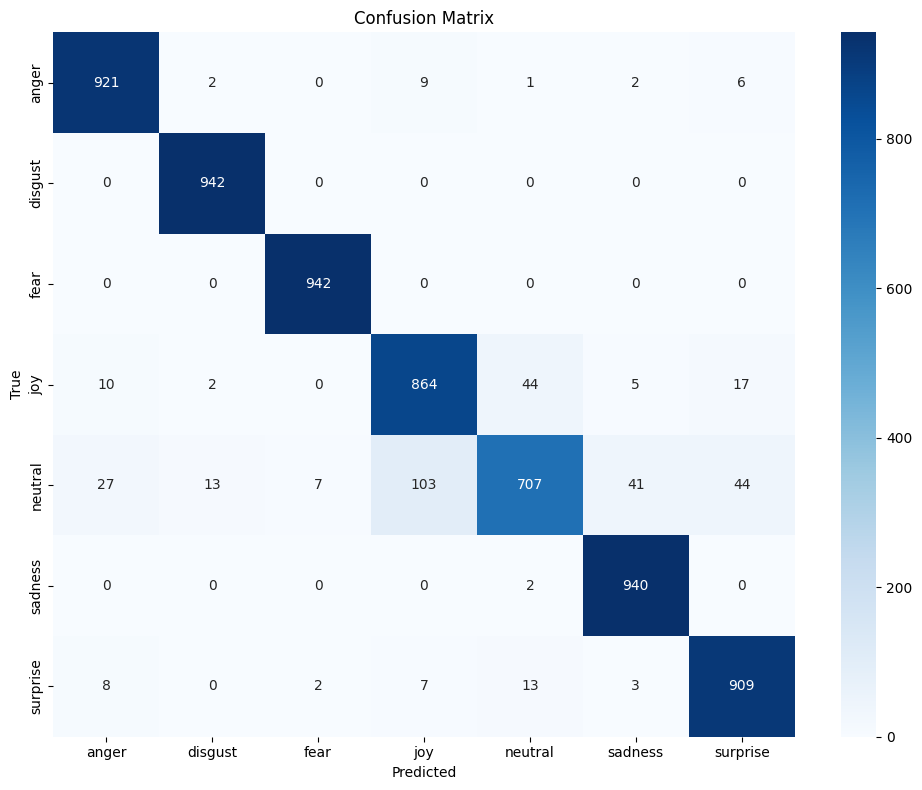 Confusion Matrix
True
anger 921 2 0 9 1 2 6
disgust 0 942 0 0 0 0 0
fear 0 0 942 0 0 0 0
joy 10 2 0 864 44 5 17
neutral 27 13 7 103 707 41 44
sadness 0 0 0 0 2 940 0
surprise 8 0 2 7 13 3 909
anger disgust fear joy neutral sadness surprise
Predicted
800
600
400
200
0